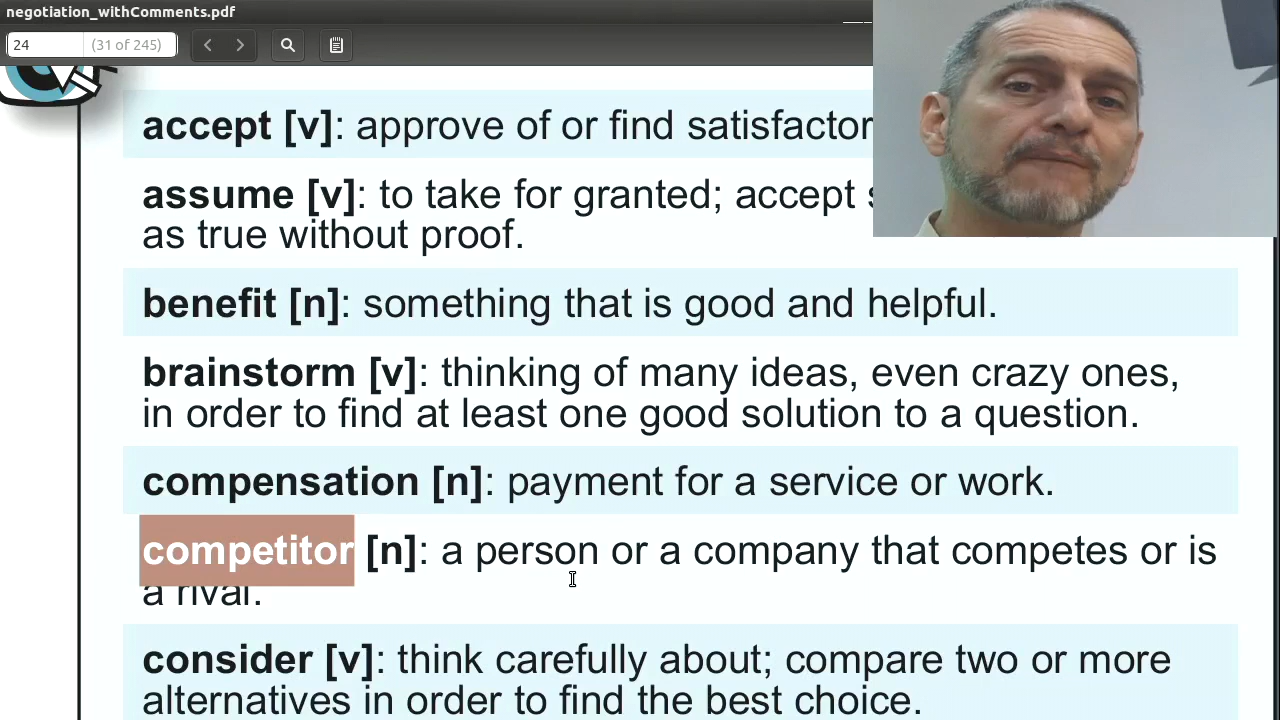 negotiation_withComments.pdf
24 (31 of 245)
accept [v]: approve of or find
assume [v]: to take for granted; accept
as true without proof.
benefit [n]: something that is good and helpful.
brainstorm [v]: thinking of many ideas, even crazy ones,
in order to find at least one good solution to a question.
compensation [n]: payment for a service or work.
competitor [n]: a person or a company that competes or is
a rival.
consider [v]: think carefully about; compare two or more
alternatives in order to find the best choice.